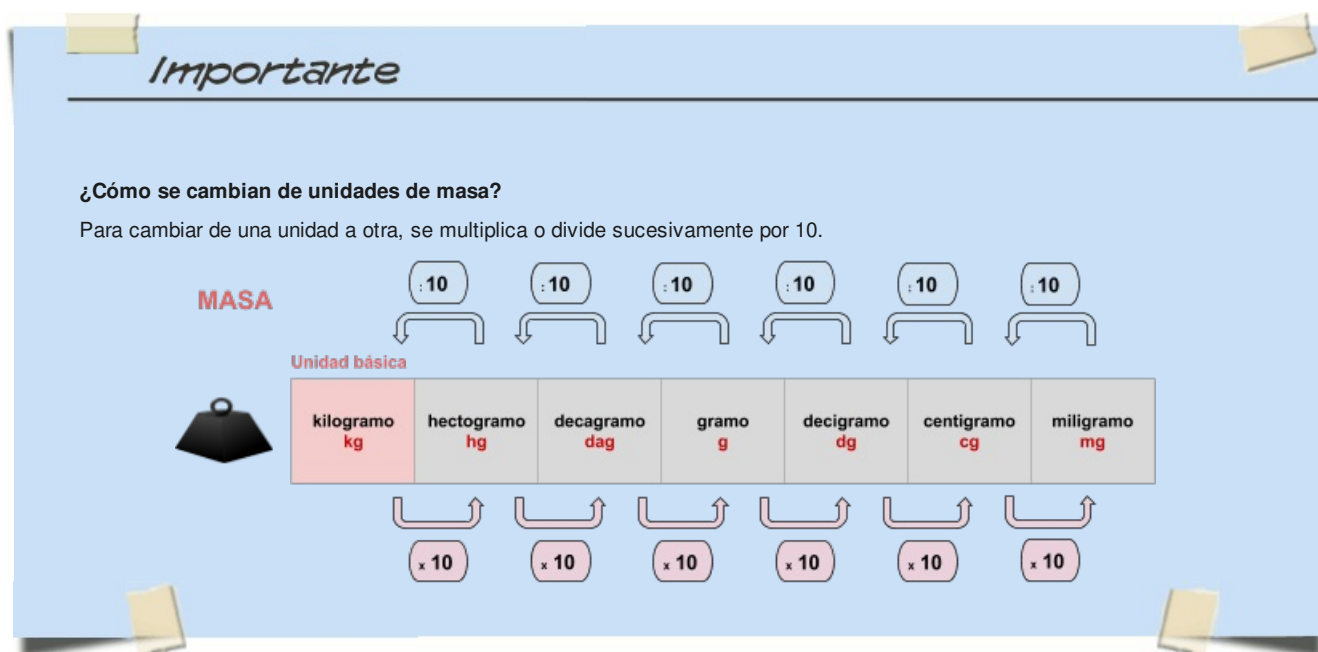 Importante
¿Cómo se cambian de unidades de masa?
Para cambiar de una unidad a otra, se multiplica o divide sucesivamente por 10.
MASA
: 10 : 10 : 10 : 10 : 10 : 10
Unidad básica
kilogramo hectogramo decagramo gramo decigramo centigramo miligramo
kg hg dag g dg cg mg
x 10 x 10 x 10 x 10 x 10 x 10